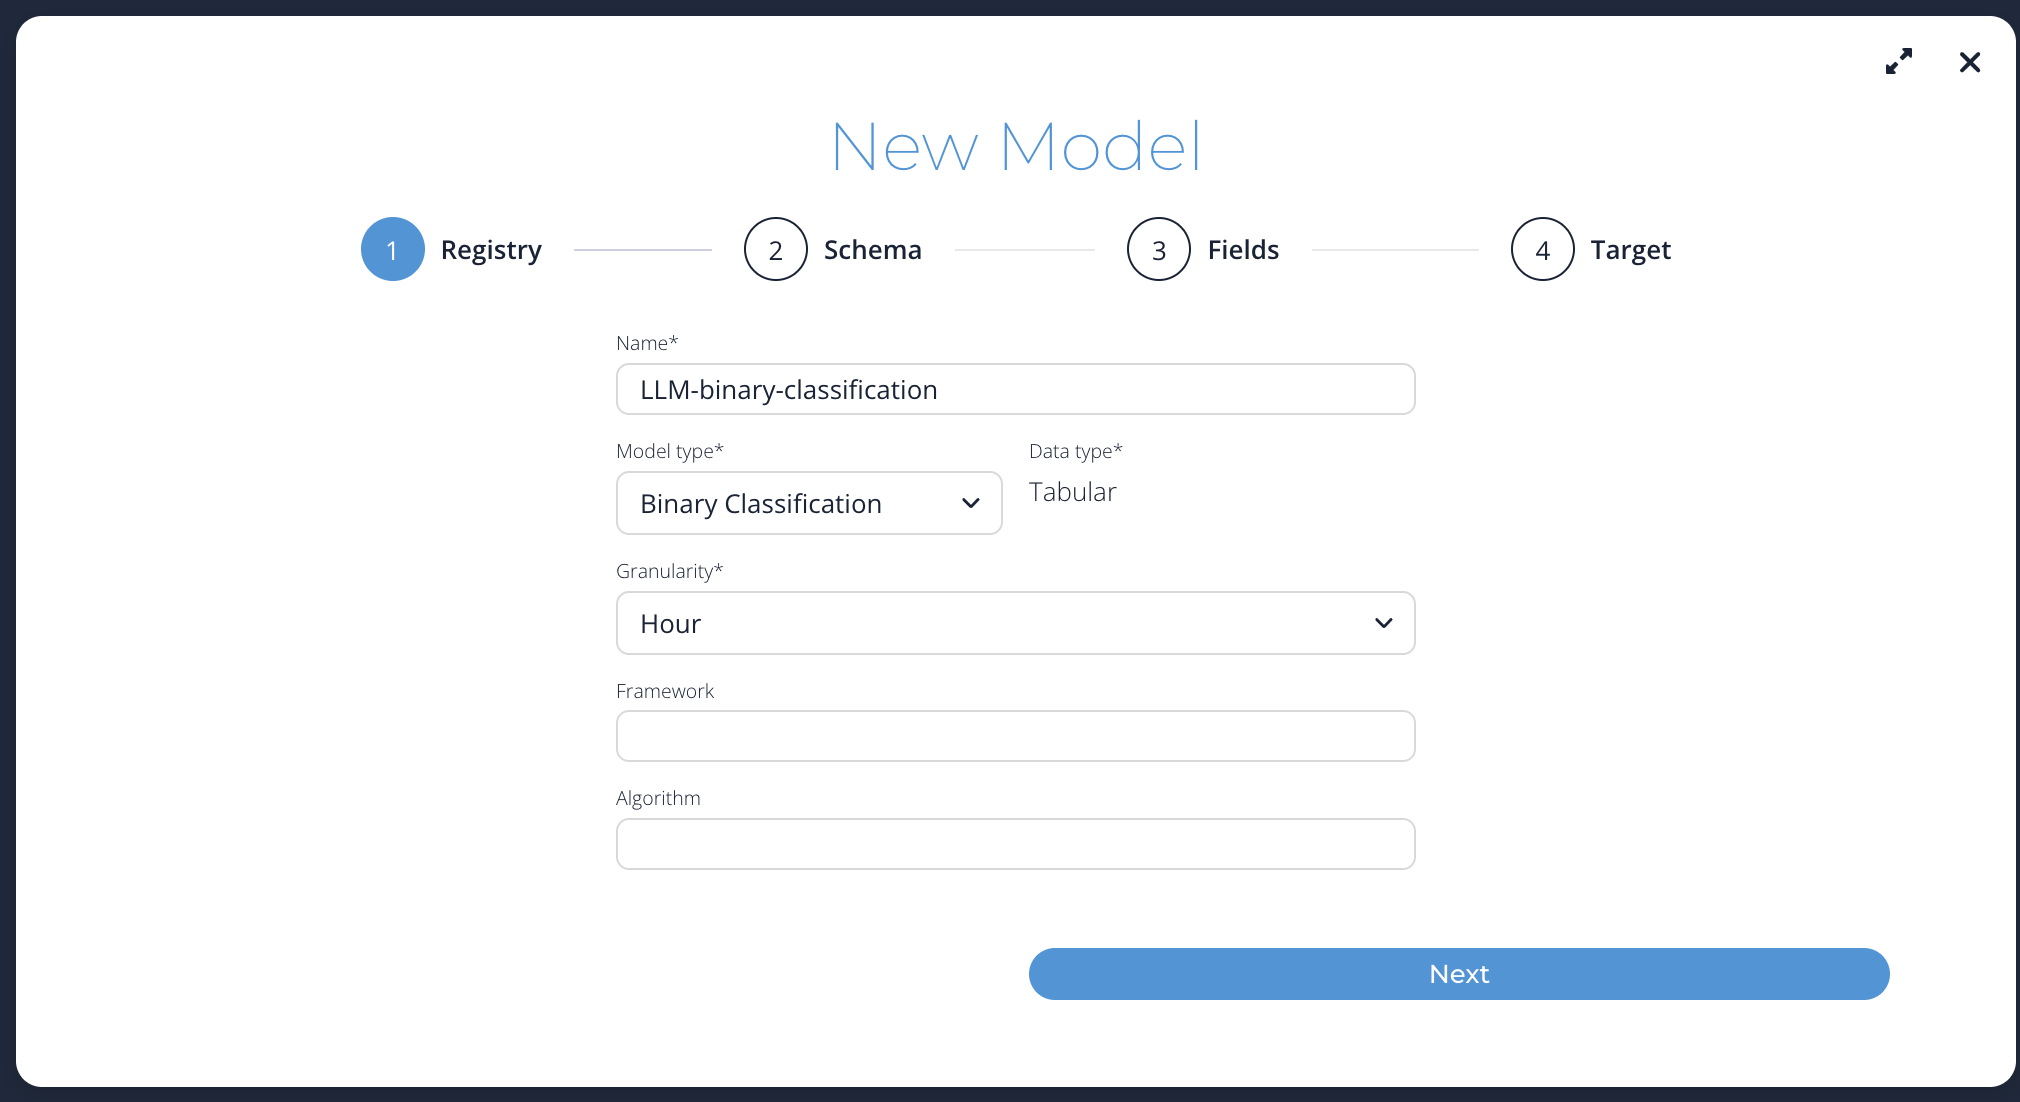 New Model
1 Registry 2 Schema 3 Fields 4 Target
Name*
LLM-binary-classification
Model type* Data type*
Binary Classification Tabular
Granularity*
Hour
Framework
Algorithm
Next